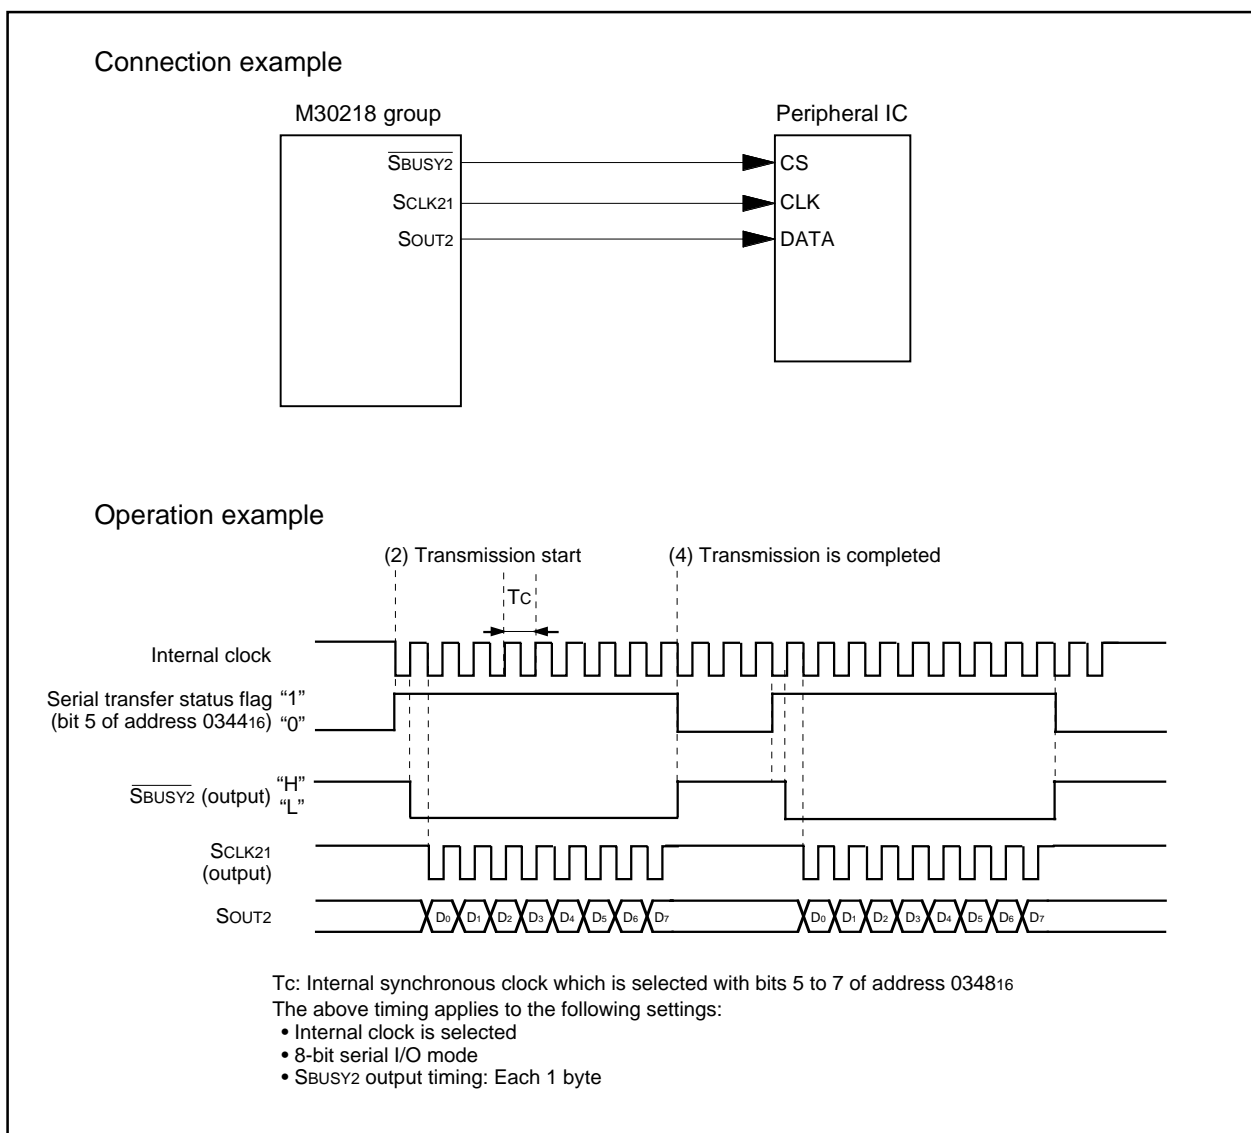 Connection example
M30218 group
Peripheral IC
SBUSY2
CS
SCLK21
CLK
SOUT2
DATA
Operation example
(2) Transmission start
(4) Transmission is completed
TC
Internal clock
Serial transfer status flag “1”
(bit 5 of address 034416) “0”
SBUSY2 (output) “H”
“L”
SCLK21
(output)
SOUT2
D0 D1 D2 D3 D4 D5 D6 D7 D0 D1 D2 D3 D4 D5 D6 D7
Tc: Internal synchronous clock which is selected with bits 5 to 7 of address 034816
The above timing applies to the following settings:
• Internal clock is selected
• 8-bit serial I/O mode
• SBUSY2 output timing: Each 1 byte